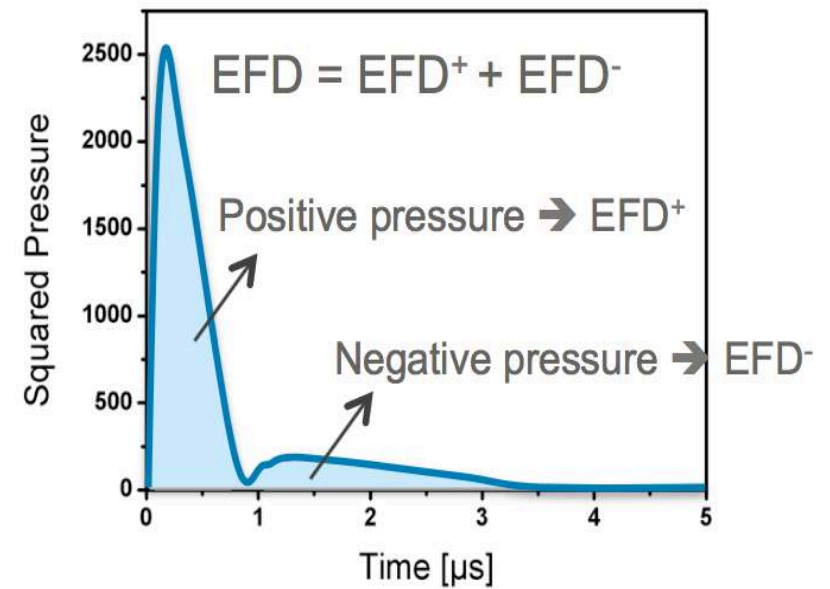 EFD = EFD⁺ + EFD⁻
Positive pressure ➔ EFD⁺
Negative pressure ➔ EFD⁻
Squared Pressure
2500
2000
1500
1000
500
0
0 1 2 3 4 5
Time [µs]